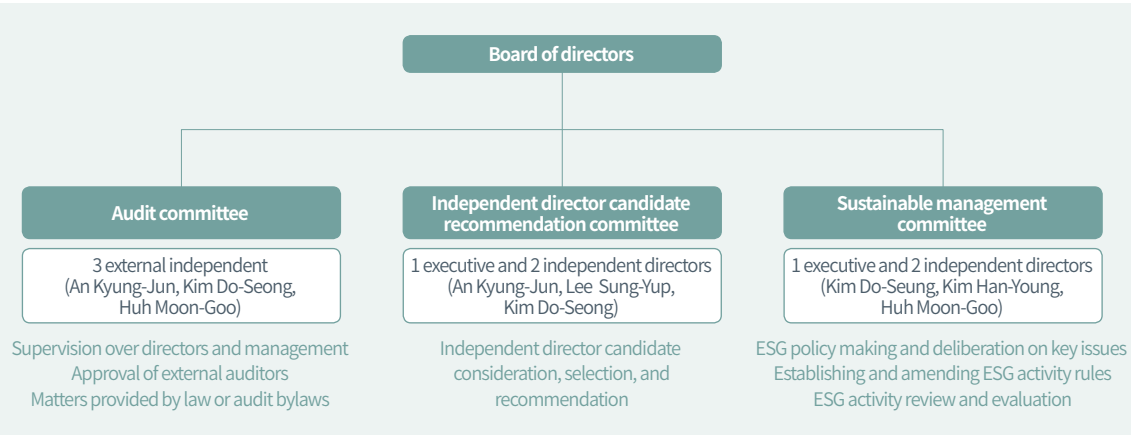 Board of directors
Audit committee
3 external independent
(An Kyung-Jun, Kim Do-Seong,
Huh Moon-Goo)
Supervision over directors and management
Approval of external auditors
Matters provided by law or audit bylaws
Independent director candidate
recommendation committee
1 executive and 2 independent directors
(An Kyung-Jun, Lee Sung-Yup,
Kim Do-Seong)
Independent director candidate
consideration, selection, and
recommendation
Sustainable management
committee
1 executive and 2 independent directors
(Kim Do-Seung, Kim Han-Young,
Huh Moon-Goo)
ESG policy making and deliberation on key issues
Establishing and amending ESG activity rules
ESG activity review and evaluation